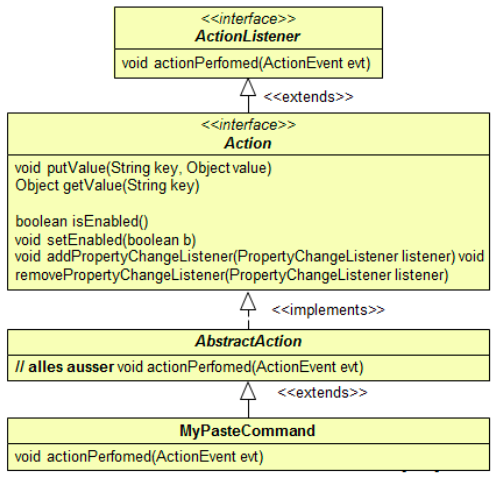 <<interface>>
ActionListener
void actionPerfomed(ActionEvent evt)
<<extends>>
<<interface>>
Action
void putValue(String key, Object value)
Object getValue(String key)
boolean isEnabled()
void setEnabled(boolean b)
void addPropertyChangeListener(PropertyChangeListener listener) void
removePropertyChangeListener(PropertyChangeListener listener)
<<implements>>
AbstractAction
// alles ausser void actionPerfomed(ActionEvent evt)
<<extends>>
MyPasteCommand
void actionPerfomed(ActionEvent evt)